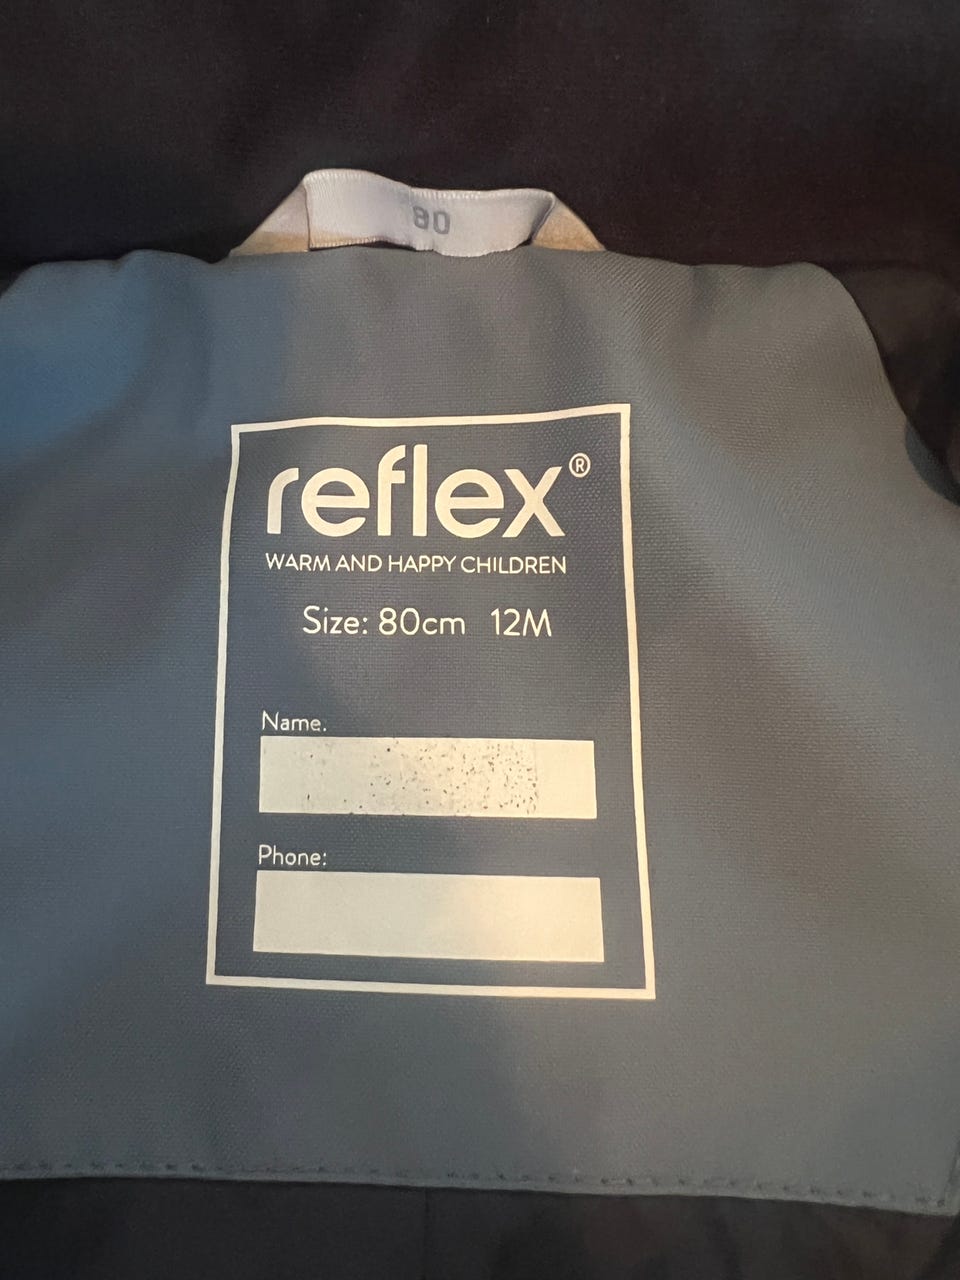 80
reflex®
WARM AND HAPPY CHILDREN
Size: 80cm 12M
Name:
Phone: